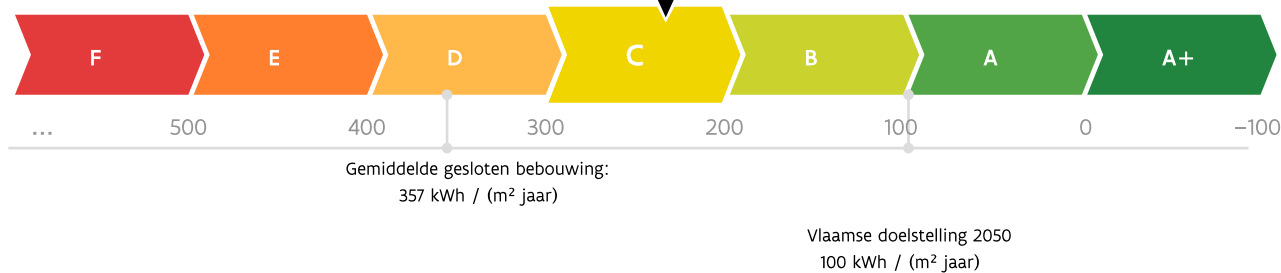 F E D C B A A+
... 500 400 300 200 100 0 −100
Gemiddelde gesloten bebouwing:
357 kWh / (m² jaar)
Vlaamse doelstelling 2050
100 kWh / (m² jaar)